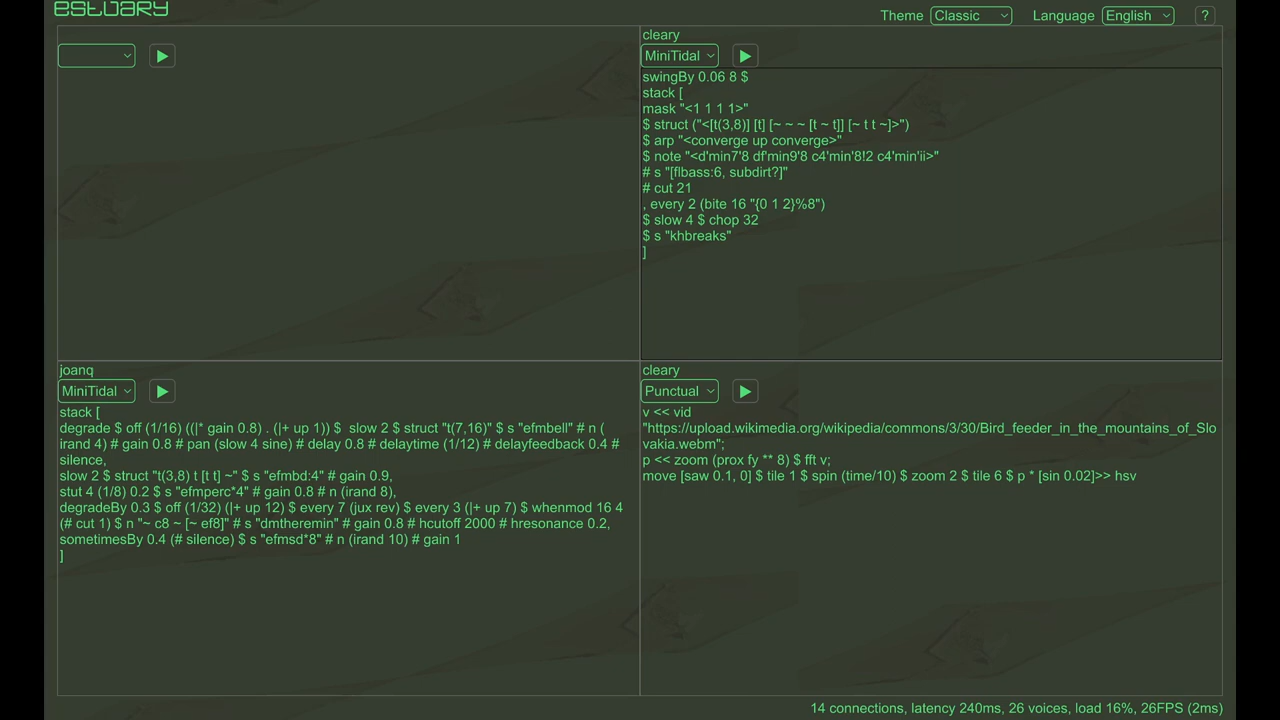 estuary
Theme Classic Language English ?
cleary
MiniTidal
swingBy 0.06 8 $
stack [
mask "<1 1 1 1>"
$ struct ("<[t(3,8)] [t] [~ ~ ~ [t ~ t]] [~ t t ~]>")
$ arp "<converge up converge>"
$ note "<d'min7'8 df'min9'8 c4'min'8!2 c4'min'ii>"
# s "[flbass:6, subdirt?]"
# cut 21
, every 2 (bite 16 "{0 1 2}%8")
$ slow 4 $ chop 32
$ s "khbreaks"
]
joanq
MiniTidal
stack [
degrade $ off (1/16) ((|* gain 0.8) . (|+ up 1)) $  slow 2 $ struct "t(7,16)" $ s "efmbell" # n (
irand 4) # gain 0.8 # pan (slow 4 sine) # delay 0.8 # delaytime (1/12) # delayfeedback 0.4 #
silence,
slow 2 $ struct "t(3,8) t [t t] ~" $ s "efmbd:4" # gain 0.9,
stut 4 (1/8) 0.2 $ s "efmperc*4" # gain 0.8 # n (irand 8),
degradeBy 0.3 $ off (1/32) (|+ up 12) $ every 7 (jux rev) $ every 3 (|+ up 7) $ whenmod 16 4
(# cut 1) $ n "~ c8 ~ [~ ef8]" # s "dmtheremin" # gain 0.8 # hcutoff 2000 # hresonance 0.2,
sometimesBy 0.4 (# silence) $ s "efmsd*8" # n (irand 10) # gain 1
]
cleary
Punctual
v << vid
"https://upload.wikimedia.org/wikipedia/commons/3/30/Bird_feeder_in_the_mountains_of_Slo
vakia.webm";
p << zoom (prox fy ** 8) $ fft v;
move [saw 0.1, 0] $ tile 1 $ spin (time/10) $ zoom 2 $ tile 6 $ p * [sin 0.02]>> hsv
14 connections, latency 240ms, 26 voices, load 16%, 26FPS (2ms)